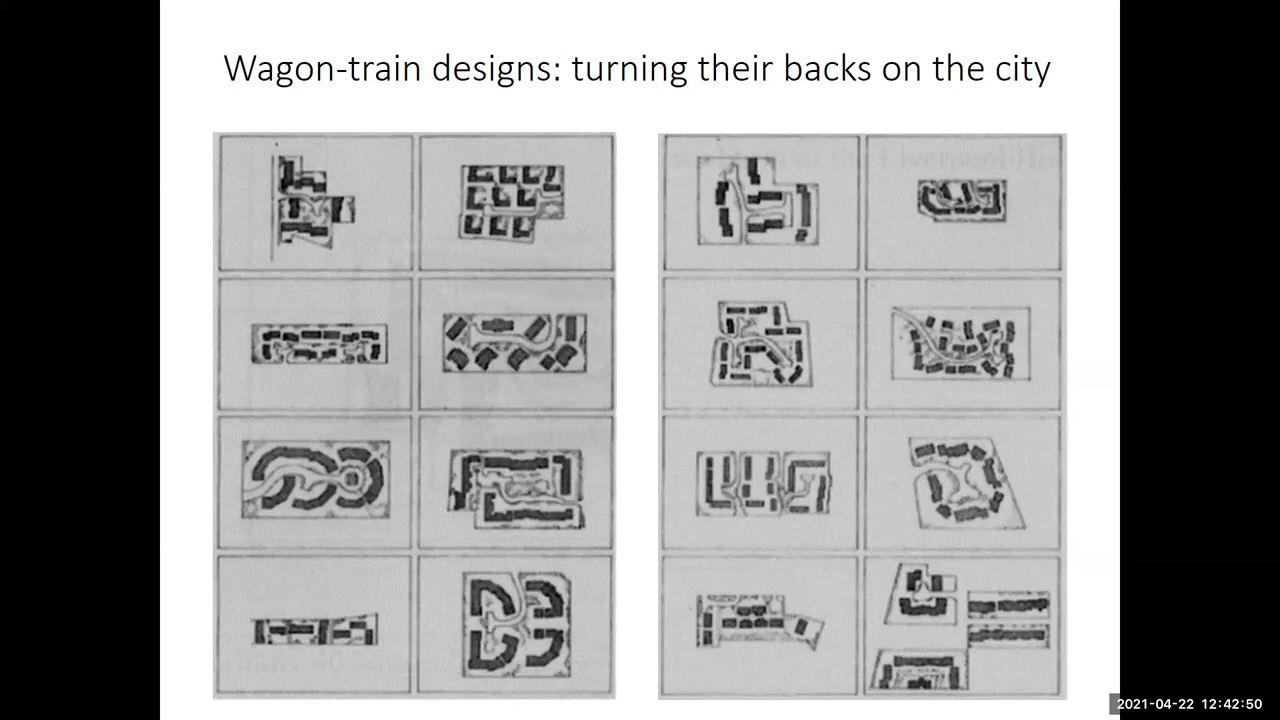 Wagon-train designs: turning their backs on the city
2021-04-22 12:42:50